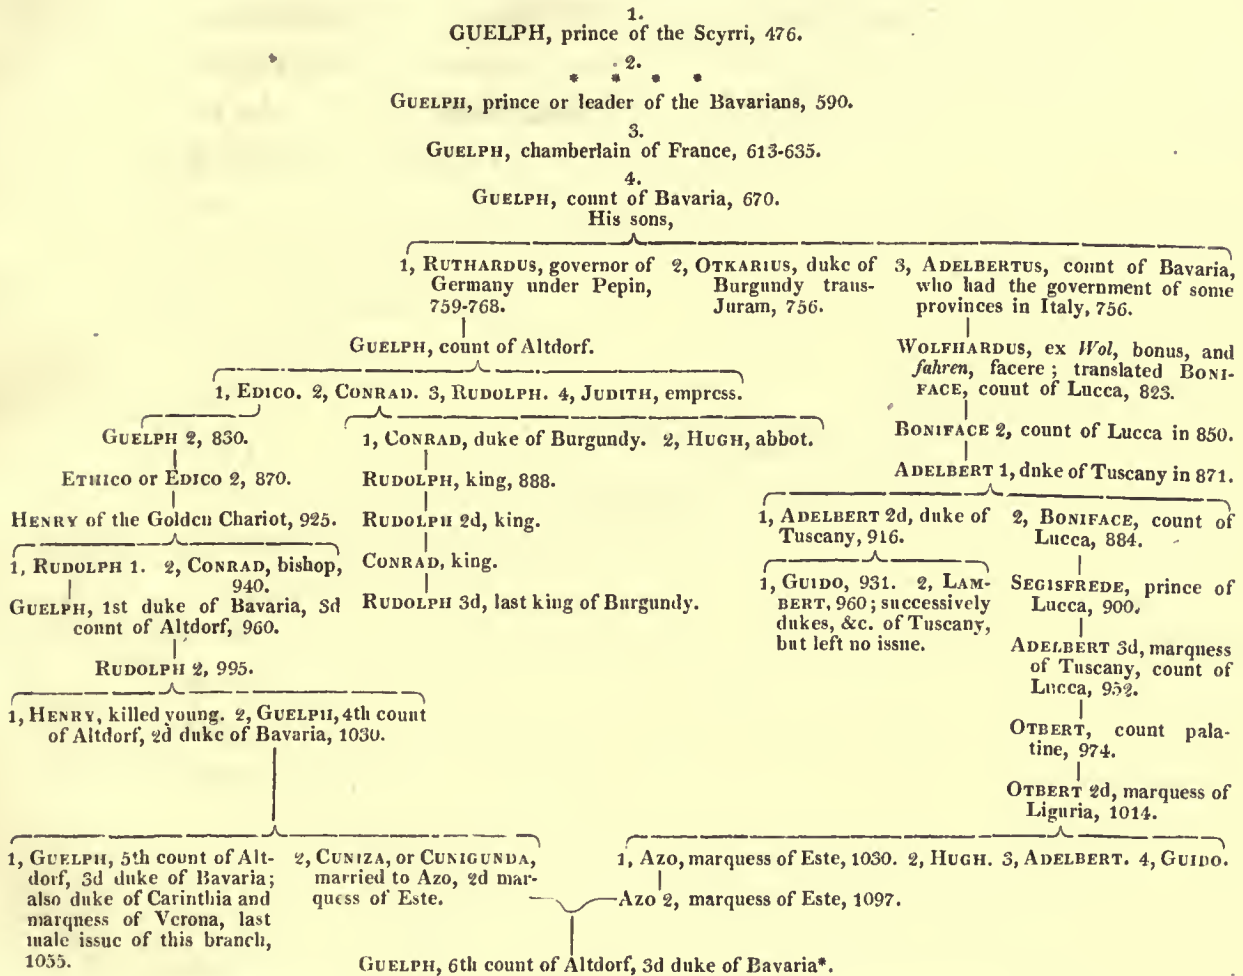 1.
GUELPH, prince of the Scyrri, 476.
2.
* * * *
GUELPH, prince or leader of the Bavarians, 590.
3.
GUELPH, chamberlain of France, 613-635.
4.
GUELPH, count of Bavaria, 670.
His sons,
1, RUTHARDUS, governor of
Germany under Pepin,
759-768.
2, OTKARIUS, duke of
Burgundy trans-
Juram, 756.
3, ADELBERTUS, count of Bavaria,
who had the government of some
provinces in Italy, 756.
GUELPH, count of Altdorf.
WOLFHARDUS, ex Wol, bonus, and
fahren, facere; translated BONI-
FACE, count of Lucca, 823.
1, EDICO. 2, CONRAD. 3, RUDOLPH. 4, JUDITH, empress.
GUELPH 2, 830.
1, CONRAD, duke of Burgundy. 2, HUGH, abbot.
BONIFACE 2, count of Lucca in 850.
ETHICO or EDICO 2, 870.
RUDOLPH, king, 888.
ADELBERT 1, duke of Tuscany in 871.
HENRY of the Golden Chariot, 925.
RUDOLPH 2d, king.
1, ADELBERT 2d, duke of
Tuscany, 916.
2, BONIFACE, count of
Lucca, 884.
1, RUDOLPH 1. 2, CONRAD, bishop,
940.
CONRAD, king.
GUELPH, 1st duke of Bavaria, 3d
count of Altdorf, 960.
RUDOLPH 3d, last king of Burgundy.
1, GUIDO, 931. 2, LAM-
BERT, 960; successively
dukes, &c. of Tuscany,
but left no issue.
SEGISFREDE, prince of
Lucca, 900.
RUDOLPH 2, 995.
ADELBERT 3d, marquess
of Tuscany, count of
Lucca, 952.
1, HENRY, killed young. 2, GUELPH, 4th count
of Altdorf, 2d duke of Bavaria, 1030.
OTBERT, count pala-
tine, 974.
OTBERT 2d, marquess of
Liguria, 1014.
1, GUELPH, 5th count of Alt-
dorf, 3d duke of Bavaria;
also duke of Carinthia and
marquess of Verona, last
male issue of this branch,
1055.
2, CUNIZA, or CUNIGUNDA,
married to Azo, 2d mar-
quess of Este.
1, AZO, marquess of Este, 1030. 2, HUGH. 3, ADELBERT. 4, GUIDO.
AZO 2, marquess of Este, 1097.
GUELPH, 6th count of Altdorf, 3d duke of Bavaria*.